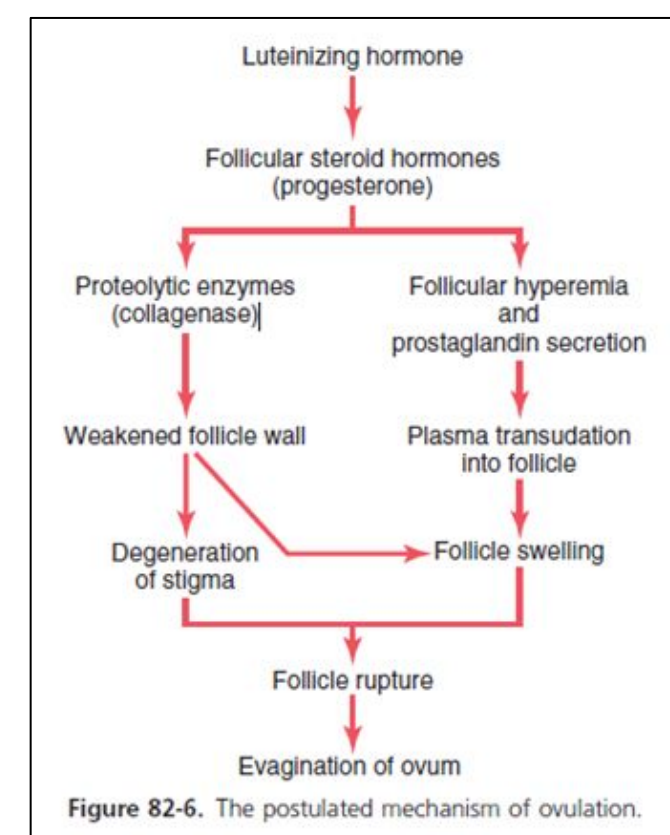 Luteinizing hormone
Follicular steroid hormones
(progesterone)
Proteolytic enzymes
(collagenase)
Follicular hyperemia
and
prostaglandin secretion
Weakened follicle wall
Plasma transudation
into follicle
Degeneration
of stigma
Follicle swelling
Follicle rupture
Evagination of ovum
Figure 82-6. The postulated mechanism of ovulation.